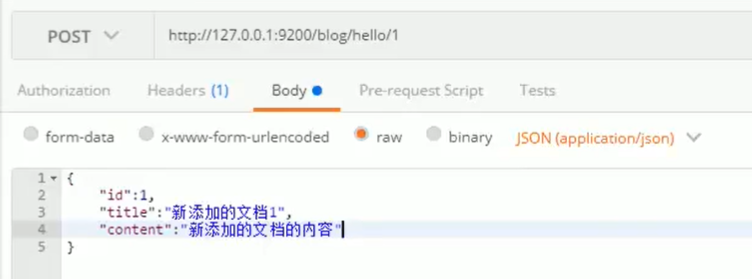 POST http://127.0.0.1:9200/blog/hello/1
Authorization Headers (1) Body Pre-request Script Tests
form-data x-www-form-urlencoded raw binary JSON (application/json)
1 {
2 "id":1,
3 "title":"新添加的文档1",
4 "content":"新添加的文档的内容"
5 }